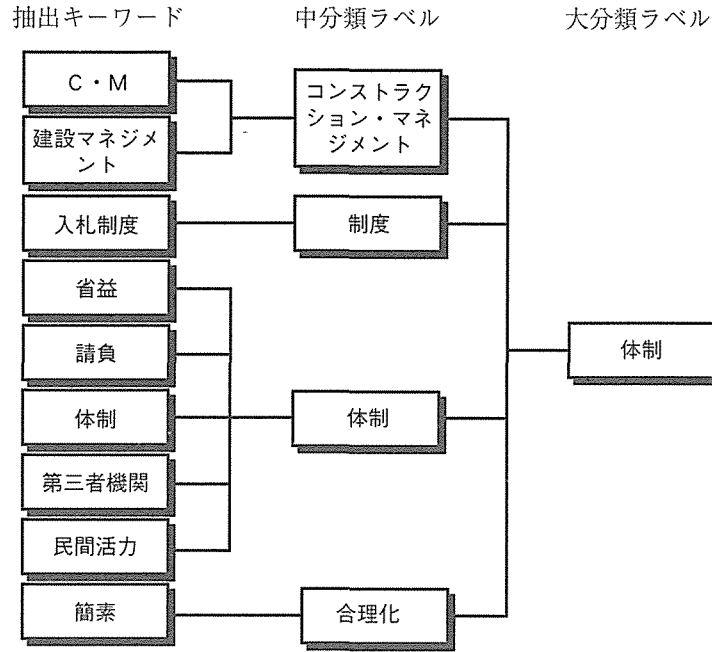 抽出キーワード 中分類ラベル 大分類ラベル
C・M
建設マネジメ
ント
コンストラク
ション・マネ
ジメント
入札制度
制度
省益
請負
体制
第三者機関
民間活力
体制
簡素
合理化
体制